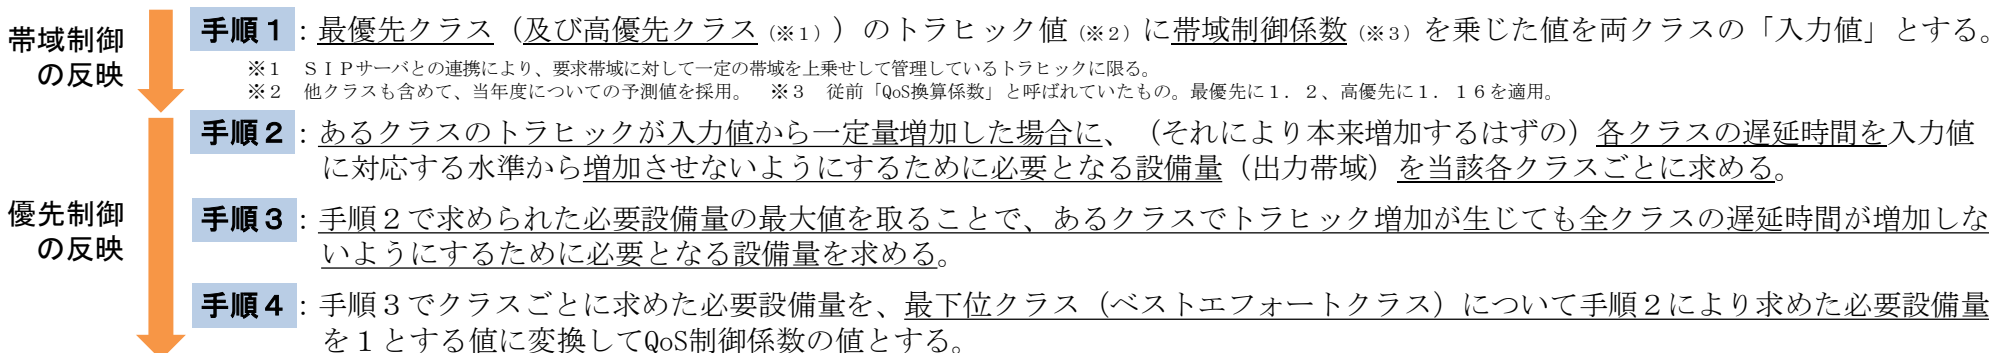 帯域制御
の反映
手順１：最優先クラス（及び高優先クラス（※１））のトラヒック値（※２）に帯域制御係数（※３）を乗じた値を両クラスの「入力値」とする。
※１　ＳＩＰサーバとの連携により、要求帯域に対して一定の帯域を上乗せして管理しているトラヒックに限る。
※２　他クラスも含めて、当年度についての予測値を採用。　※３　従前「QoS換算係数」と呼ばれていたもの。最優先に１．２、高優先に１．１６を適用。
手順２：あるクラスのトラヒックが入力値から一定量増加した場合に、（それにより本来増加するはずの）各クラスの遅延時間を入力値
に対応する水準から増加させないようにするために必要となる設備量（出力帯域）を当該各クラスごとに求める。
優先制御
の反映
手順３：手順２で求められた必要設備量の最大値を取ることで、あるクラスでトラヒック増加が生じても全クラスの遅延時間が増加しな
いようにするために必要となる設備量を求める。
手順４：手順３でクラスごとに求めた必要設備量を、最下位クラス（ベストエフォートクラス）について手順２により求めた必要設備量
を１とする値に変換してQoS制御係数の値とする。